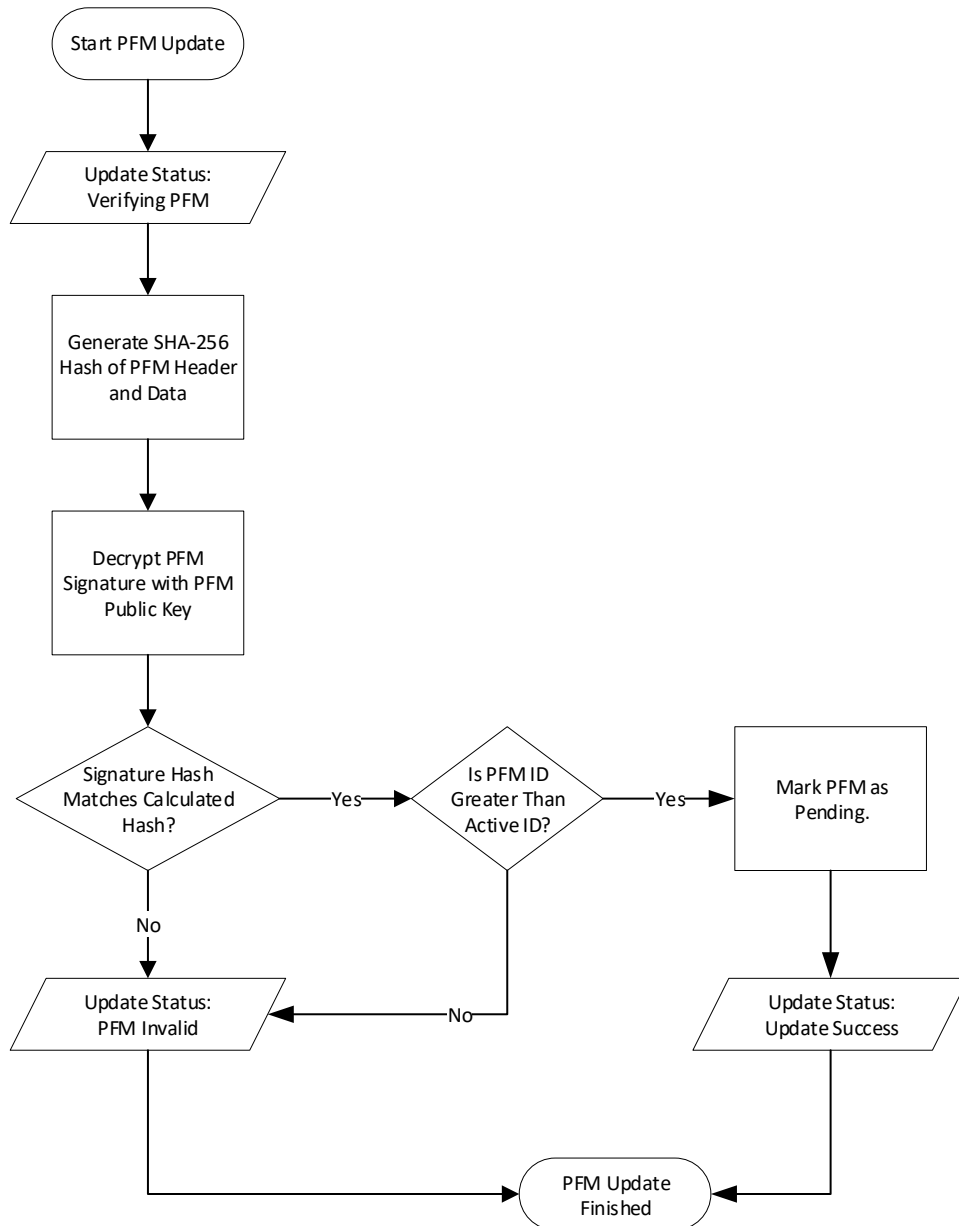 Start PFM Update
Update Status:
Verifying PFM
Generate SHA-256
Hash of PFM Header
and Data
Decrypt PFM
Signature with PFM
Public Key
Signature Hash
Matches Calculated
Hash?
Yes
Is PFM ID
Greater Than
Active ID?
Yes
Mark PFM as
Pending.
No
Update Status:
PFM Invalid
No
Update Status:
Update Success
PFM Update
Finished